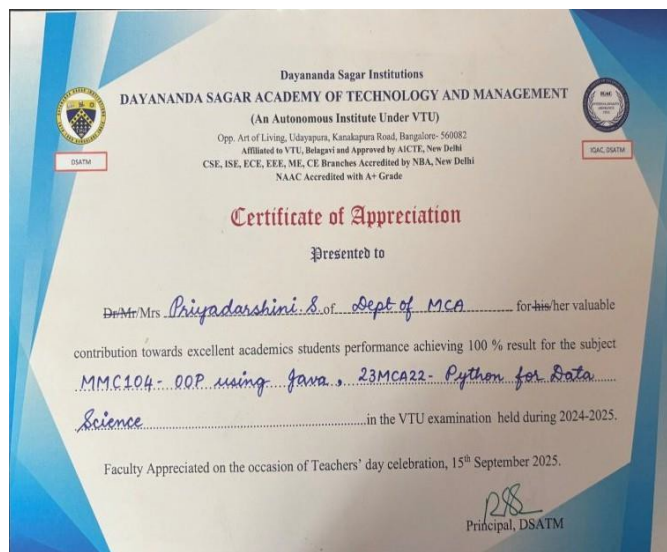 Dayananda Sagar Institutions
DAYANANDA SAGAR ACADEMY OF TECHNOLOGY AND MANAGEMENT
(An Autonomous Institute Under VTU)
Opp. Art of Living, Udayapura, Kanakapura Road, Bangalore- 560082
Affiliated to VTU, Belagavi and Approved by AICTE, New Delhi
CSE, ISE, ECE, EEE, ME, CE Branches Accredited by NBA, New Delhi
NAAC Accredited with A+ Grade
DSATM
IQAC
IQAC, DSATM
Certificate of Appreciation
Presented to
Dr/Mr/Mrs Priyadarshini.S. of Dept of MCA for his/her valuable
contribution towards excellent academics students performance achieving 100 % result for the subject
MMC104- OOP using Java, 23MCA22- Python for Data
Science in the VTU examination held during 2024-2025.
Faculty Appreciated on the occasion of Teachers' day celebration, 15th September 2025.
Principal, DSATM